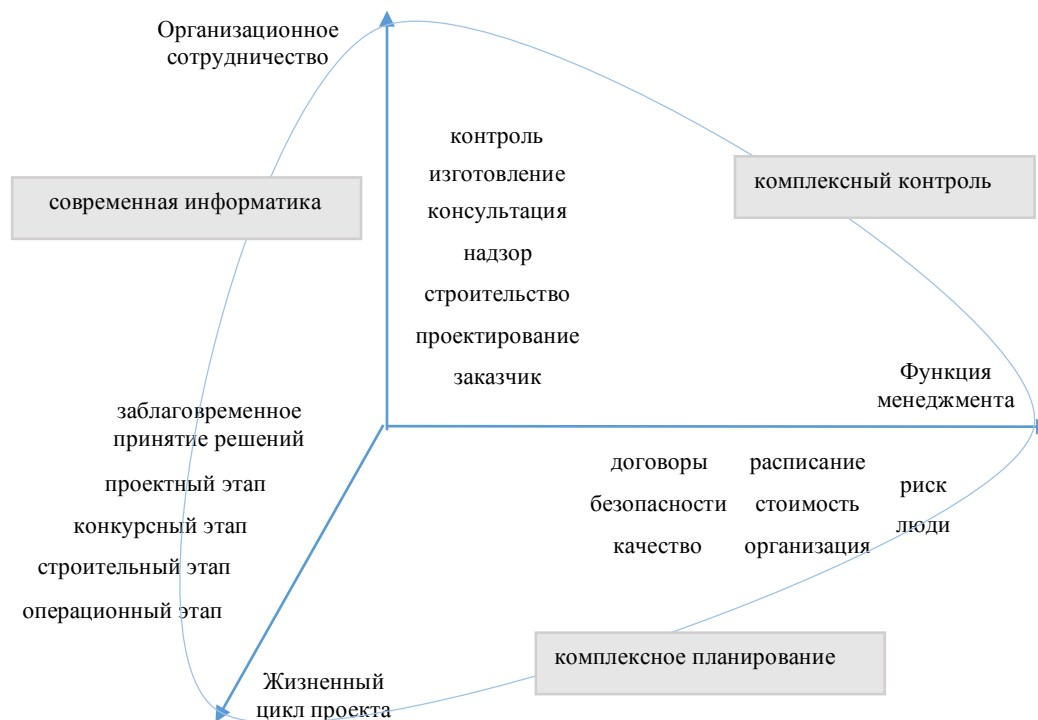 Организационное
сотрудничество
контроль
изготовление
консультация
надзор
строительство
проектирование
заказчик
современная информатика
комплексный контроль
Функция
менеджмента
заблаговременное
принятие решений
проектный этап
конкурсный этап
строительный этап
операционный этап
договоры расписание
безопасности стоимость
качество организация
риск
люди
комплексное планирование
Жизненный
цикл проекта